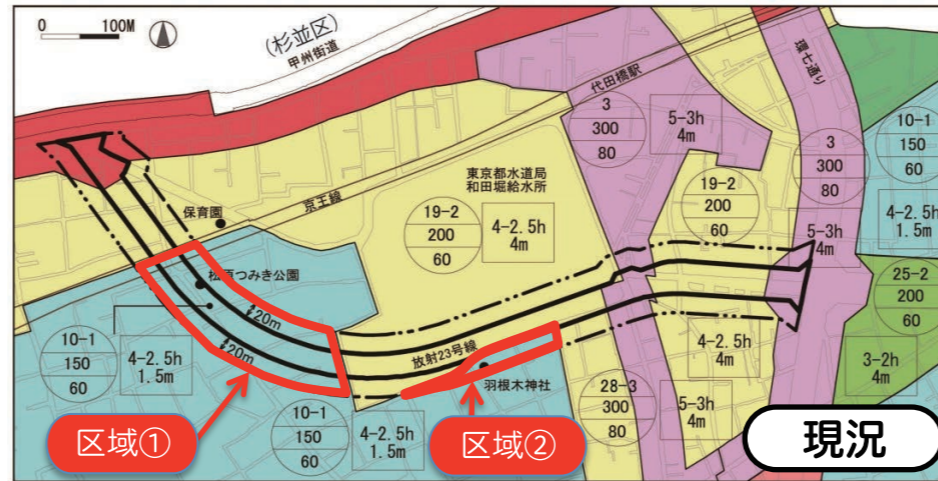 0 100M
(杉並区)
甲州街道
代田橋駅
環七通り
3
300
80
5-3h
4m
10-1
150
60
3
300
80
東京都水道局
和田堀給水所
19-2
200
60
4-2.5h
4m
19-2
200
60
4-2.5h
1.5m
保育園
京王線
5-3h
4m
松原つみき公園
25-2
200
60
20m
20m
10-1
150
60
4-2.5h
1.5m
放射23号線
4-2.5h
4m
3-2h
4m
羽根木神社
28-3
300
80
5-3h
4m
10-1
150
60
4-2.5h
1.5m
区域①
区域②
現況